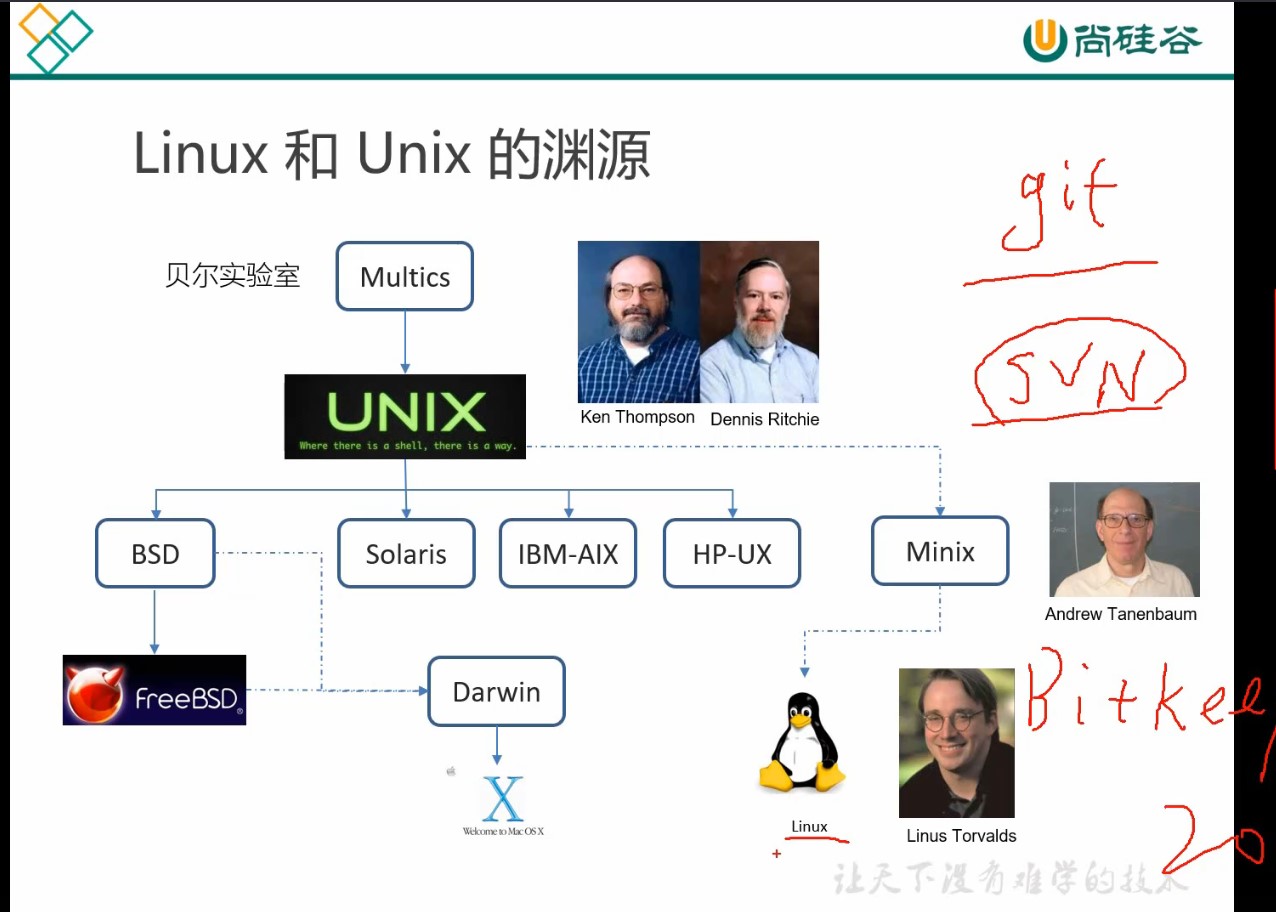 尚硅谷
Linux 和 Unix 的渊源
git
贝尔实验室
Multics
SVN
UNIX
Where there is a shell, there is a way.
Ken Thompson
Dennis Ritchie
BSD
Solaris
IBM-AIX
HP-UX
Minix
Andrew Tanenbaum
FreeBSD
Darwin
Bitkee
X
Welcome to Mac OS X
Linux
Linus Torvalds
20
让天下没有难学的技术